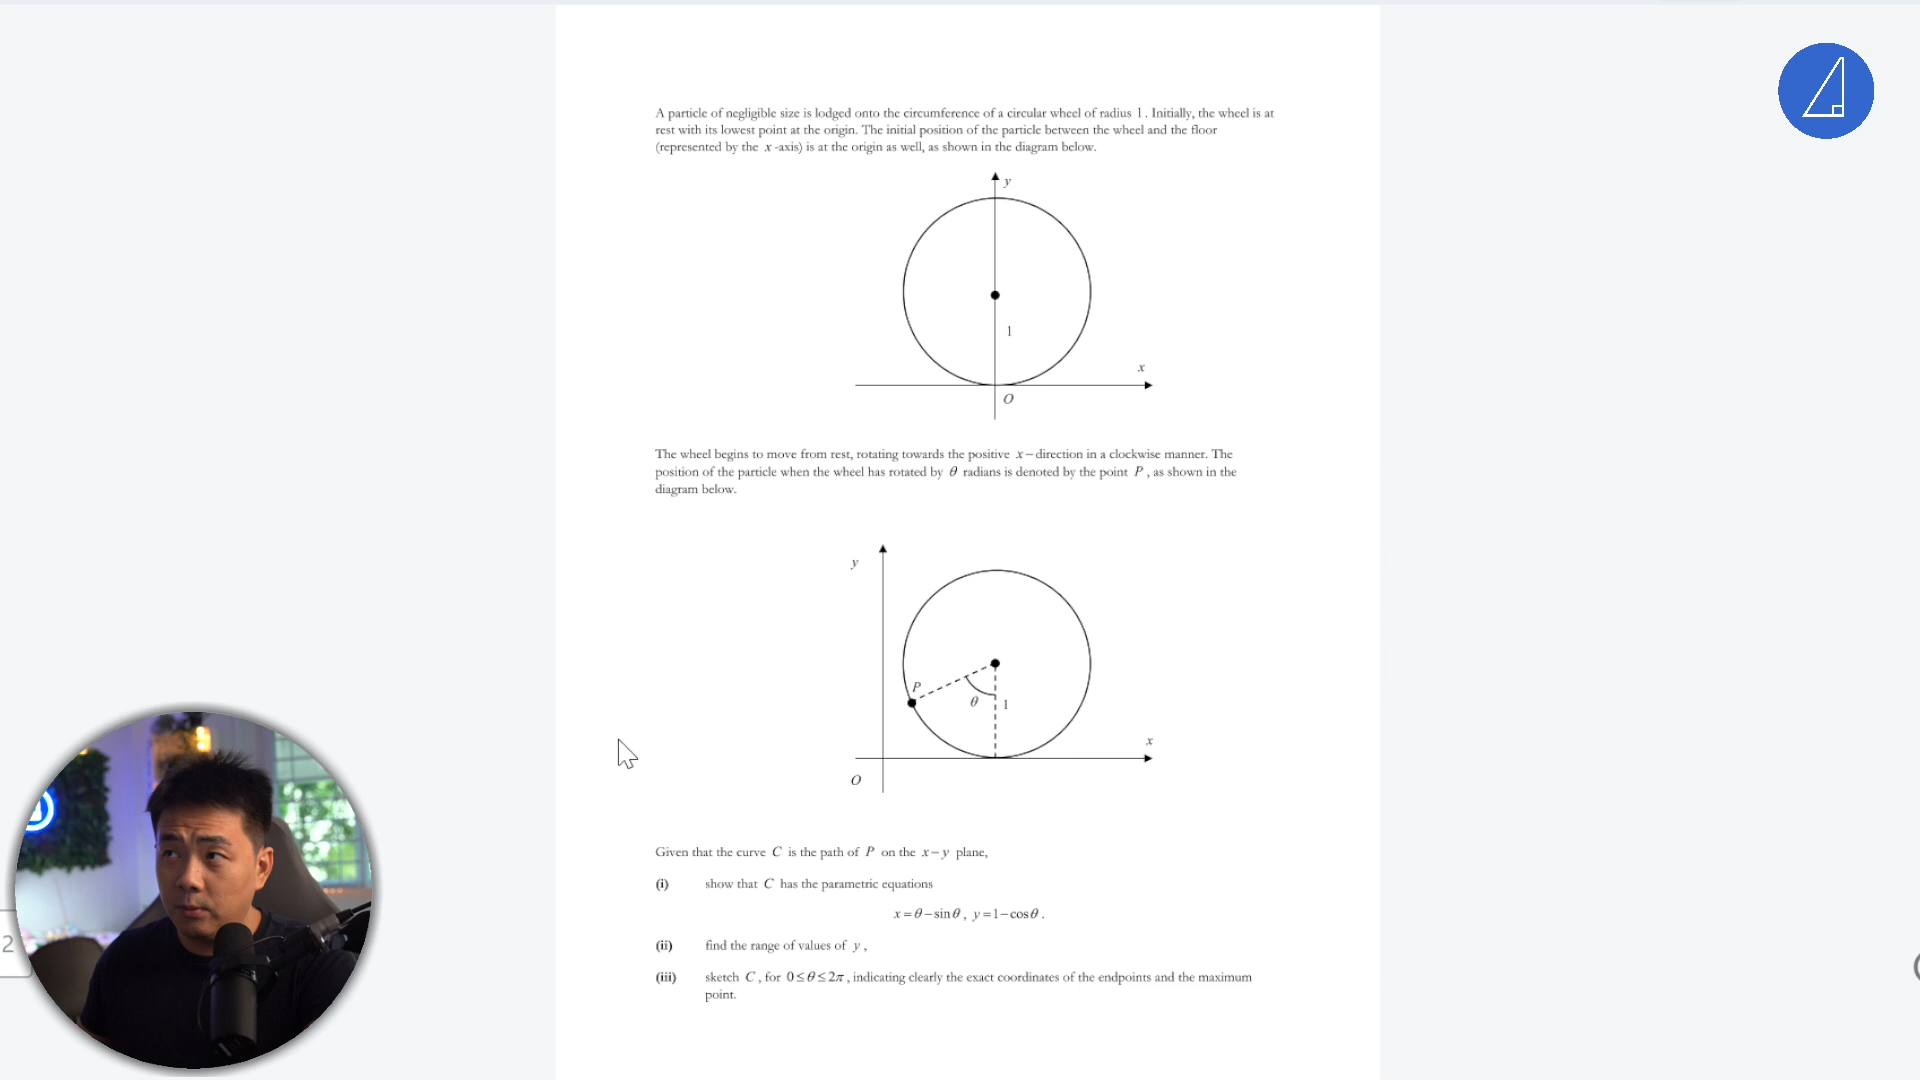 A particle of negligible size is lodged onto the circumference of a circular wheel of radius 1. Initially, the wheel is at
rest with its lowest point at the origin. The initial position of the particle between the wheel and the floor
(represented by the x-axis) is at the origin as well, as shown in the diagram below.
y
1
x
O
The wheel begins to move from rest, rotating towards the positive x–direction in a clockwise manner. The
position of the particle when the wheel has rotated by θ radians is denoted by the point P, as shown in the
diagram below.
y
P
θ
1
x
O
Given that the curve C is the path of P on the x–y plane,
(i) show that C has the parametric equations
x=θ–sinθ, y=1–cosθ.
(ii) find the range of values of y,
(iii) sketch C, for 0≤θ≤2π, indicating clearly the exact coordinates of the endpoints and the maximum
point.
2